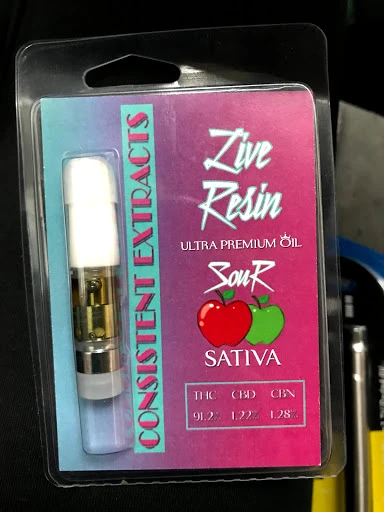 CONSISTENT EXTRACTS
Live
Resin
ULTRA PREMIUM OIL
SouR
SATIVA
THC CBD CBN
91.2% 1.22% 1.28%